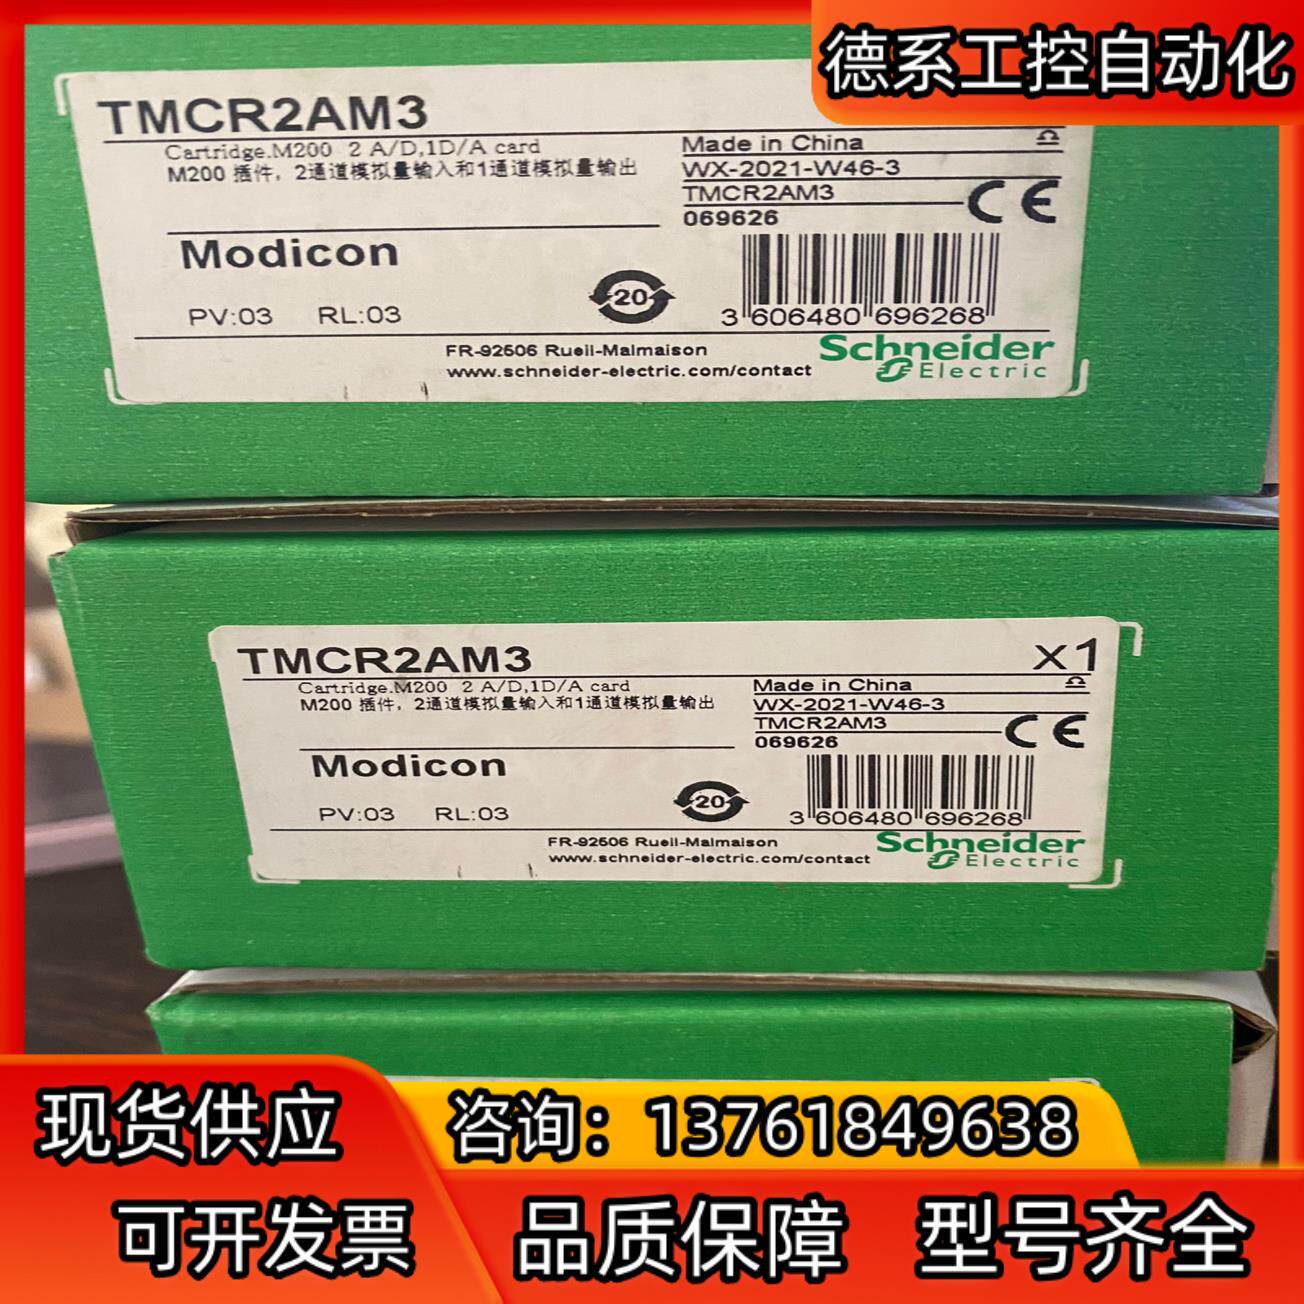 德系工控自动化
TMCR2AM3
Cartridge.M200 2 A/D,1D/A card
M200 插件，2通道模拟量输入和1通道模拟量输出
Made in China
WX-2021-W46-3
TMCR2AM3
069626
CE
Modicon
20
PV:03 RL:03
3 606480 696268
FR-92506 Rueil-Malmaison
www.schneider-electric.com/contact
Schneider
Electric
TMCR2AM3
x1
Cartridge.M200 2 A/D,1D/A card
M200 插件，2通道模拟量输入和1通道模拟量输出
Made in China
WX-2021-W46-3
TMCR2AM3
069626
CE
Modicon
20
PV:03 RL:03
3 606480 696268
FR-92506 Rueil-Malmaison
www.schneider-electric.com/contact
Schneider
Electric
现货供应
咨询：13761849638
可开发票 品质保障 型号齐全